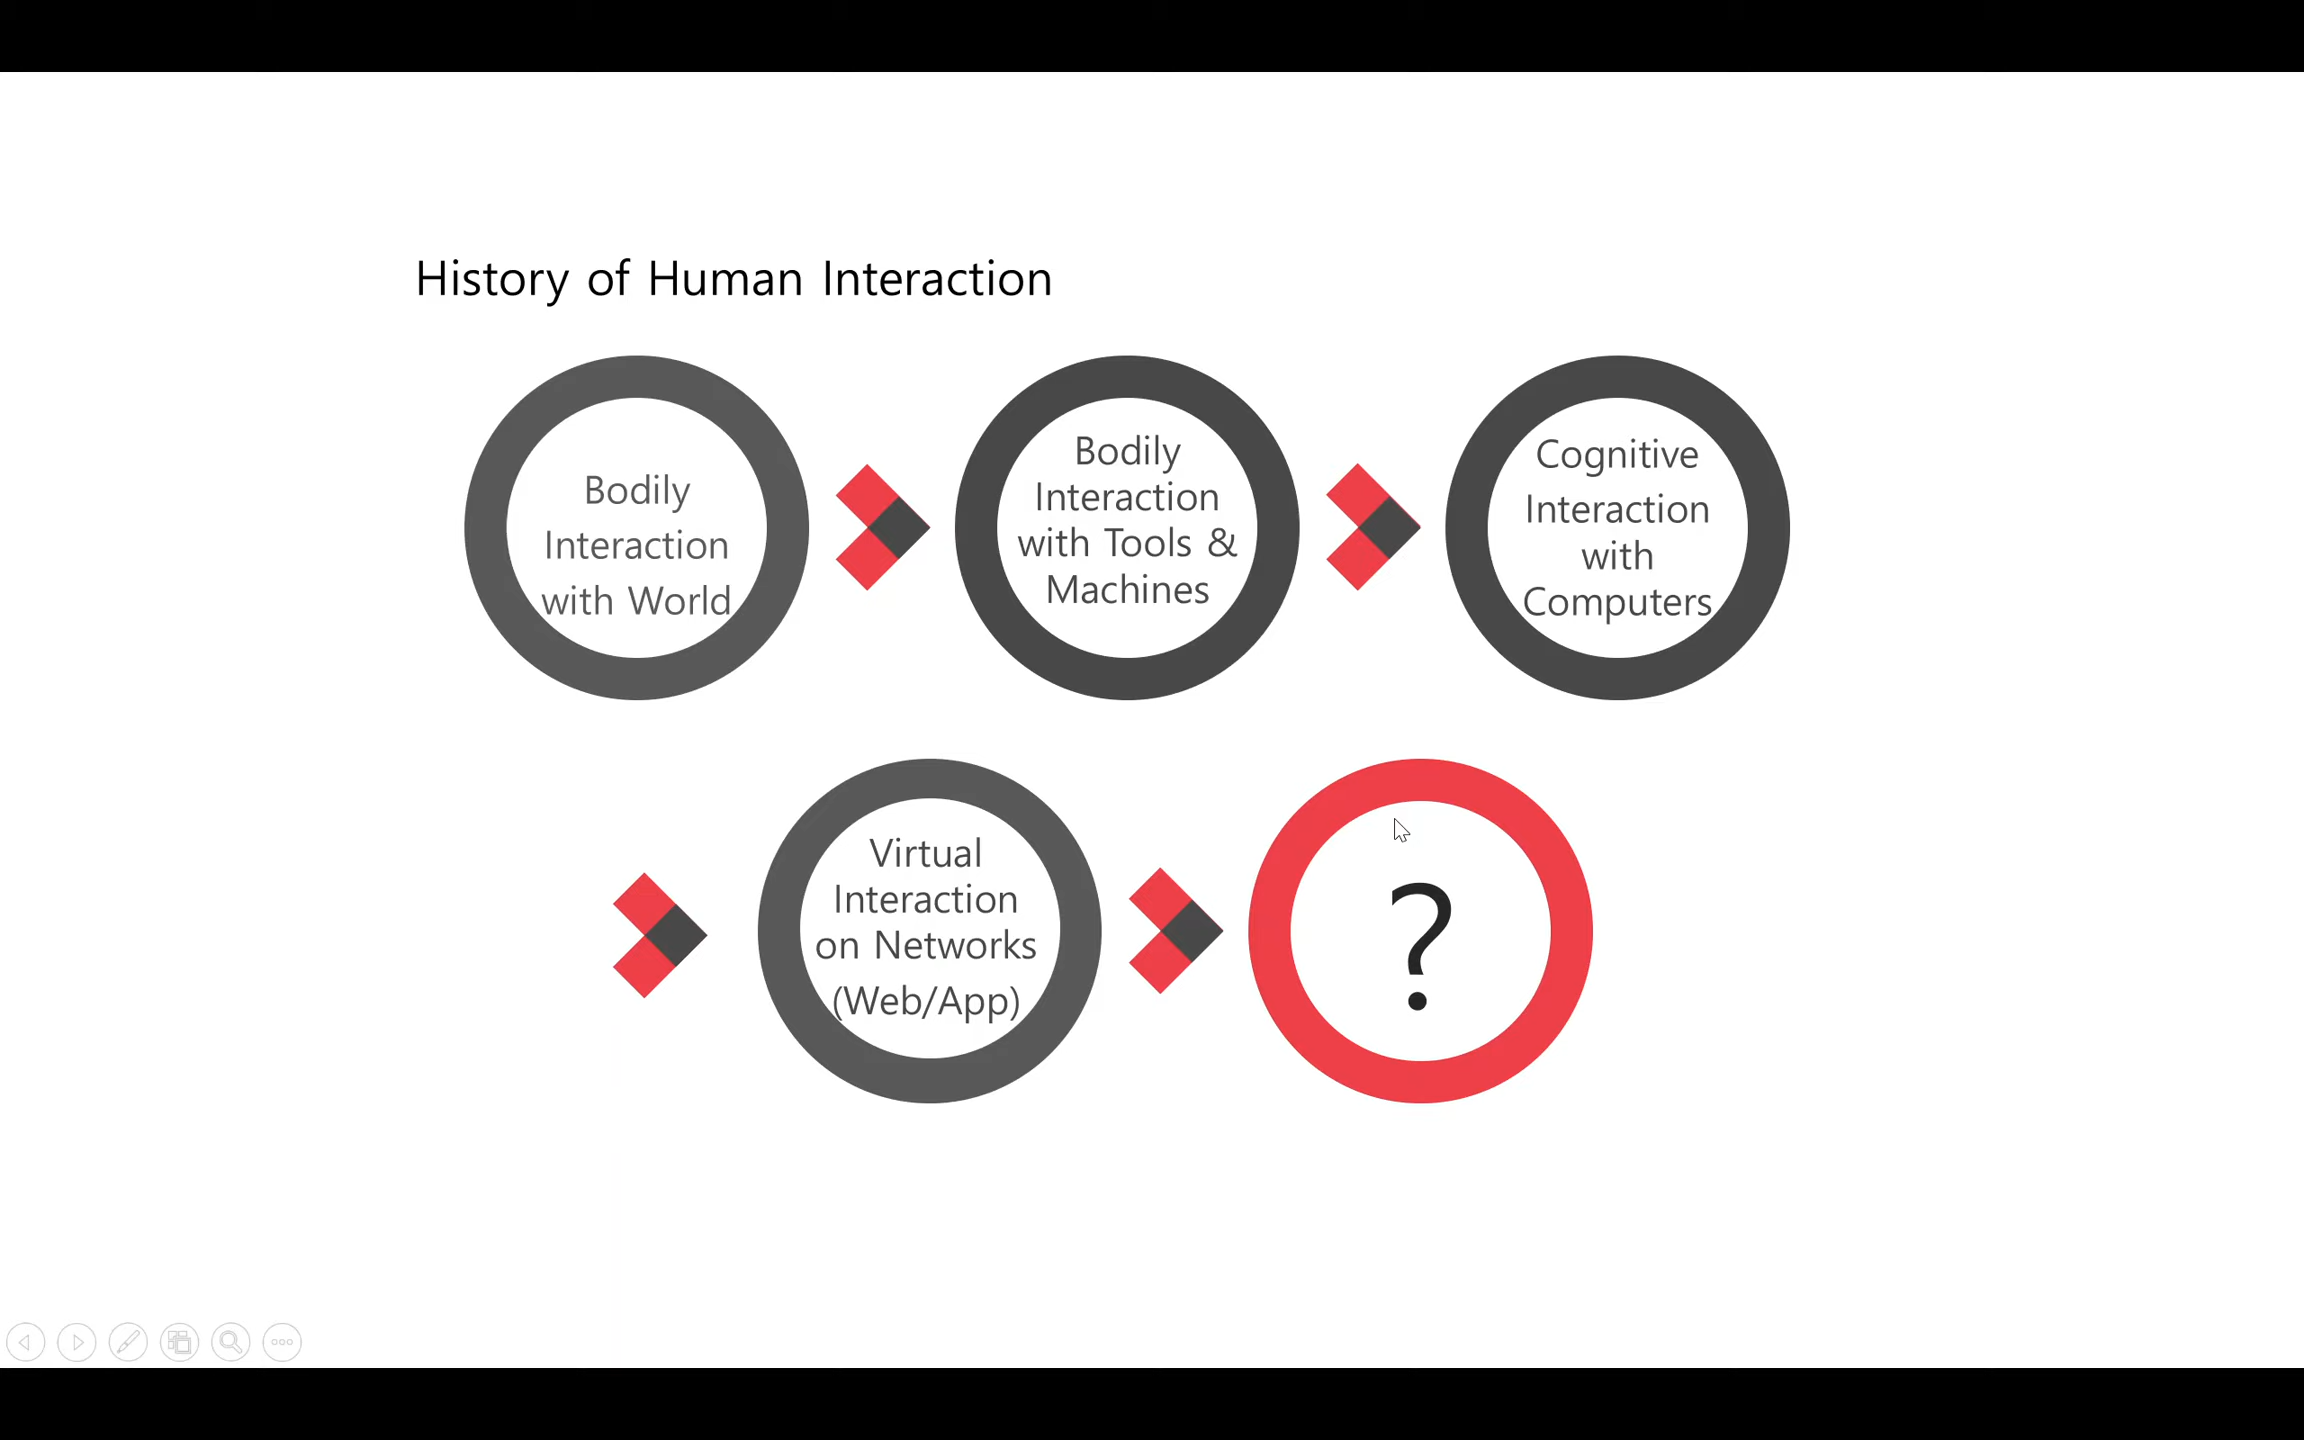 History of Human Interaction
Bodily
Interaction
with World
Bodily
Interaction
with Tools &
Machines
Cognitive
Interaction
with
Computers
Virtual
Interaction
on Networks
(Web/App)
?